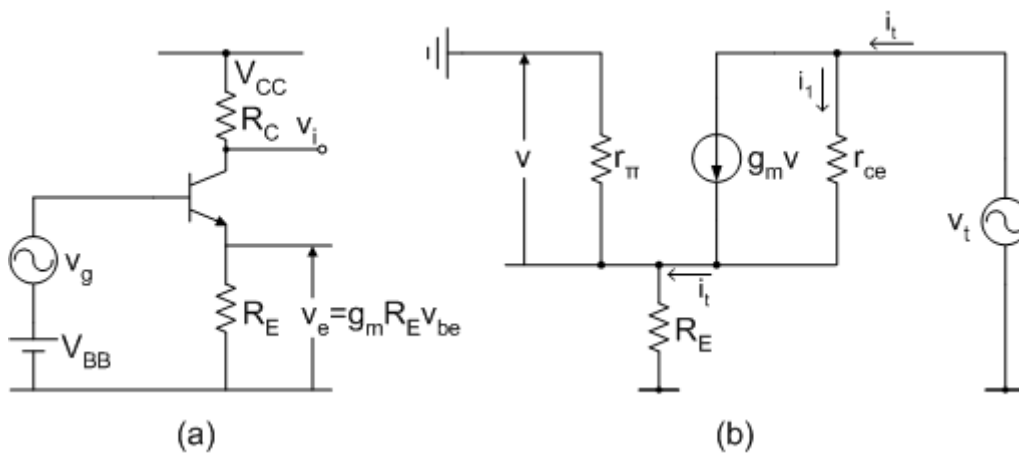 V_CC
R_C
v_i
v_g
V_BB
R_E
v_e=g_mR_Ev_be
(a)
i_t
i_1
v
r_π
g_mv
r_ce
v_t
i_t
R_E
(b)